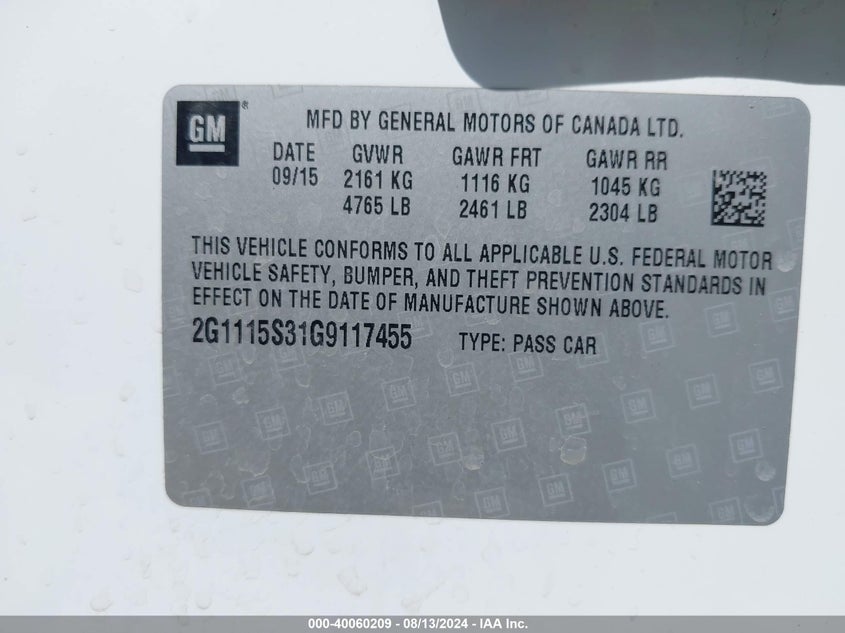 GM ®
MFD BY GENERAL MOTORS OF CANADA LTD.
DATE GVWR GAWR FRT GAWR RR
09/15 2161 KG 1116 KG 1045 KG
4765 LB 2461 LB 2304 LB
THIS VEHICLE CONFORMS TO ALL APPLICABLE U.S. FEDERAL MOTOR
VEHICLE SAFETY, BUMPER, AND THEFT PREVENTION STANDARDS IN
EFFECT ON THE DATE OF MANUFACTURE SHOWN ABOVE.
2G1115S31G9117455 TYPE: PASS CAR
000-40060209 - 08/13/2024 - IAA Inc.